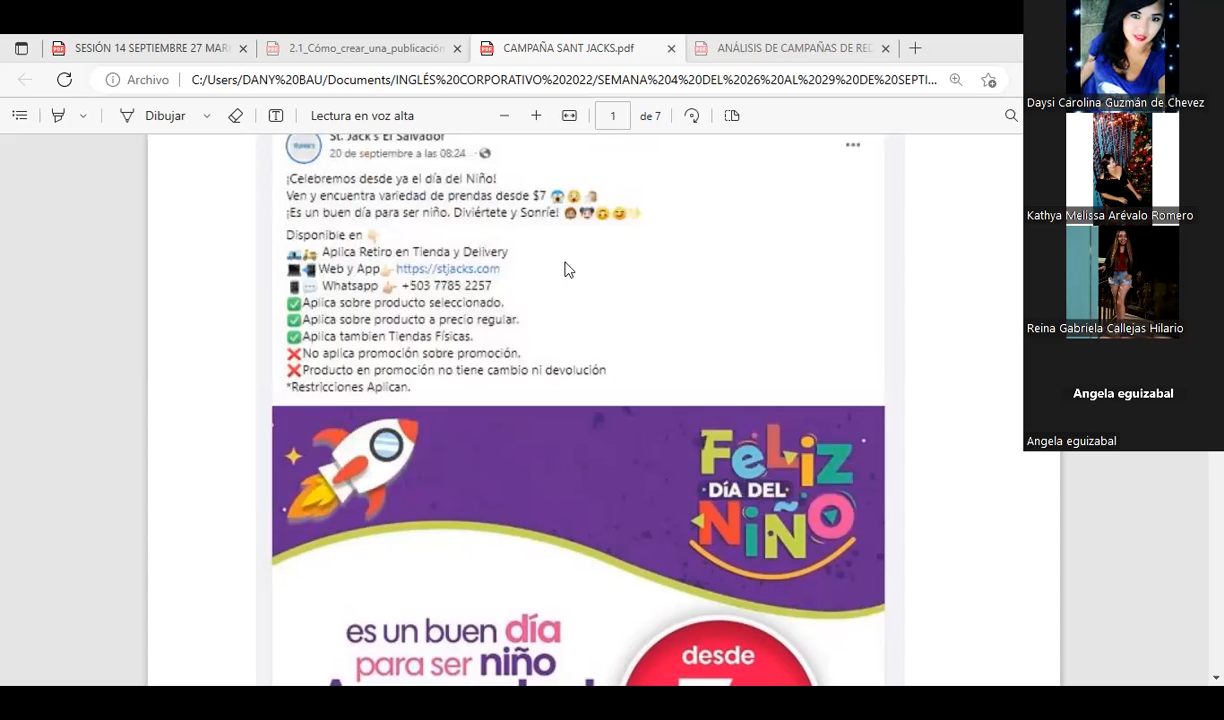 SESIÓN 14 SEPTIEMBRE 27 MAR
2.1_Cómo_crear_una_publicación
CAMPAÑA SANT JACKS.pdf
ANÁLISIS DE CAMPAÑAS DE RED
Archivo
C:/Users/DANY%20BAU/Documents/INGLÉS%20CORPORATIVO%202022/SEMANA%204%20DEL%2026%20AL%2029%20DE%20SEPTI...
Dibujar
Lectura en voz alta
1
de 7
St. Jack's El Salvador
20 de septiembre a las 08:24
¡Celebremos desde ya el día del Niño!
Ven y encuentra variedad de prendas desde $7
¡Es un buen día para ser niño. Diviértete y Sonríe!
Disponible en
Aplica Retiro en Tienda y Delivery
Web y App https://stjacks.com
Whatsapp +503 7785 2257
Aplica sobre producto seleccionado.
Aplica sobre producto a precio regular.
Aplica tambien Tiendas Físicas.
No aplica promoción sobre promoción.
Producto en promoción no tiene cambio ni devolución
*Restricciones Aplican.
FeLiZ
DÍA DEL
NiÑO
es un buen día
para ser niño
desde
Daysi Carolina Guzmán de Chevez
Kathya Melissa Arévalo Romero
Reina Gabriela Callejas Hilario
Angela eguizabal
Angela eguizabal